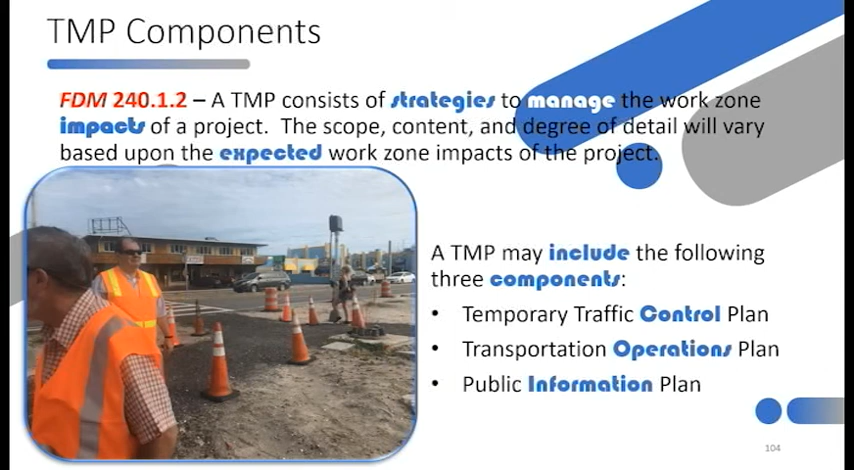 TMP Components
FDM 240.1.2 – A TMP consists of strategies to manage the work zone
impacts of a project. The scope, content, and degree of detail will vary
based upon the expected work zone impacts of the project.
A TMP may include the following
three components:
• Temporary Traffic Control Plan
• Transportation Operations Plan
• Public Information Plan
104